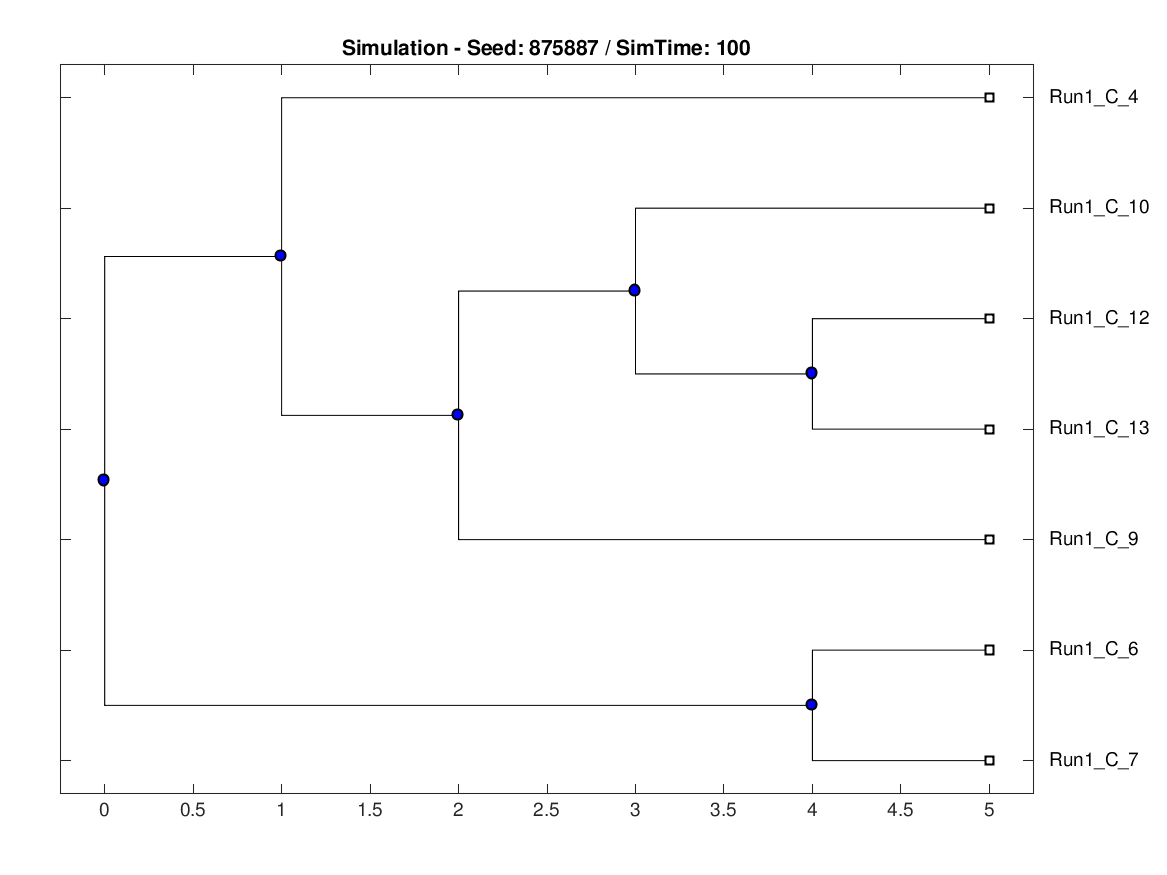 Simulation - Seed: 875887 / SimTime: 100
Run1_C_4
Run1_C_10
Run1_C_12
Run1_C_13
Run1_C_9
Run1_C_6
Run1_C_7
0 0.5 1 1.5 2 2.5 3 3.5 4 4.5 5